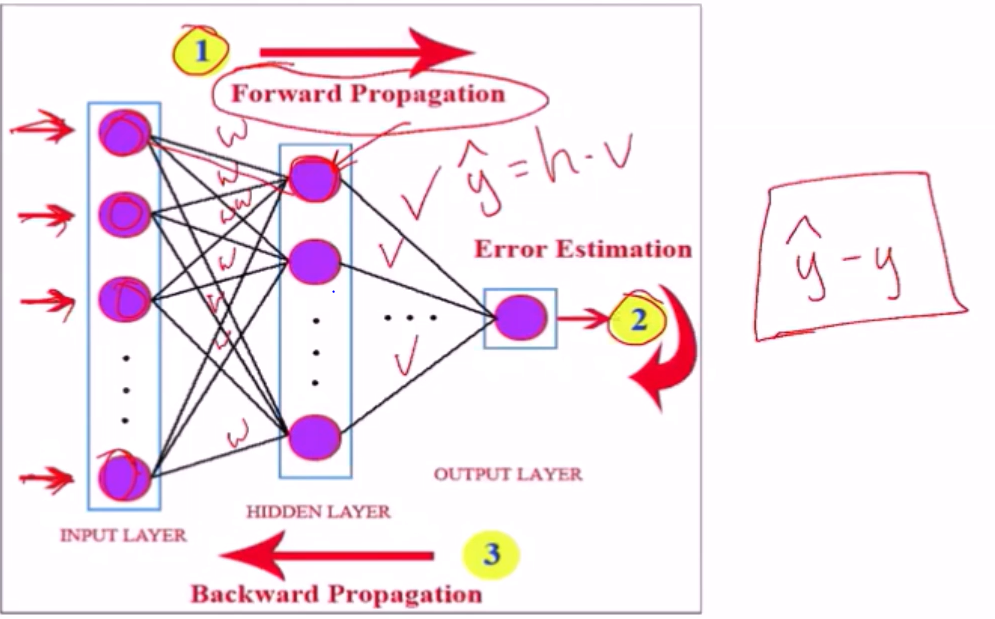 1
Forward Propagation
w
w
w w
w
w
w
w
v ŷ = h · v
v
v
Error Estimation
2
ŷ - y
OUTPUT LAYER
HIDDEN LAYER
INPUT LAYER
3
Backward Propagation